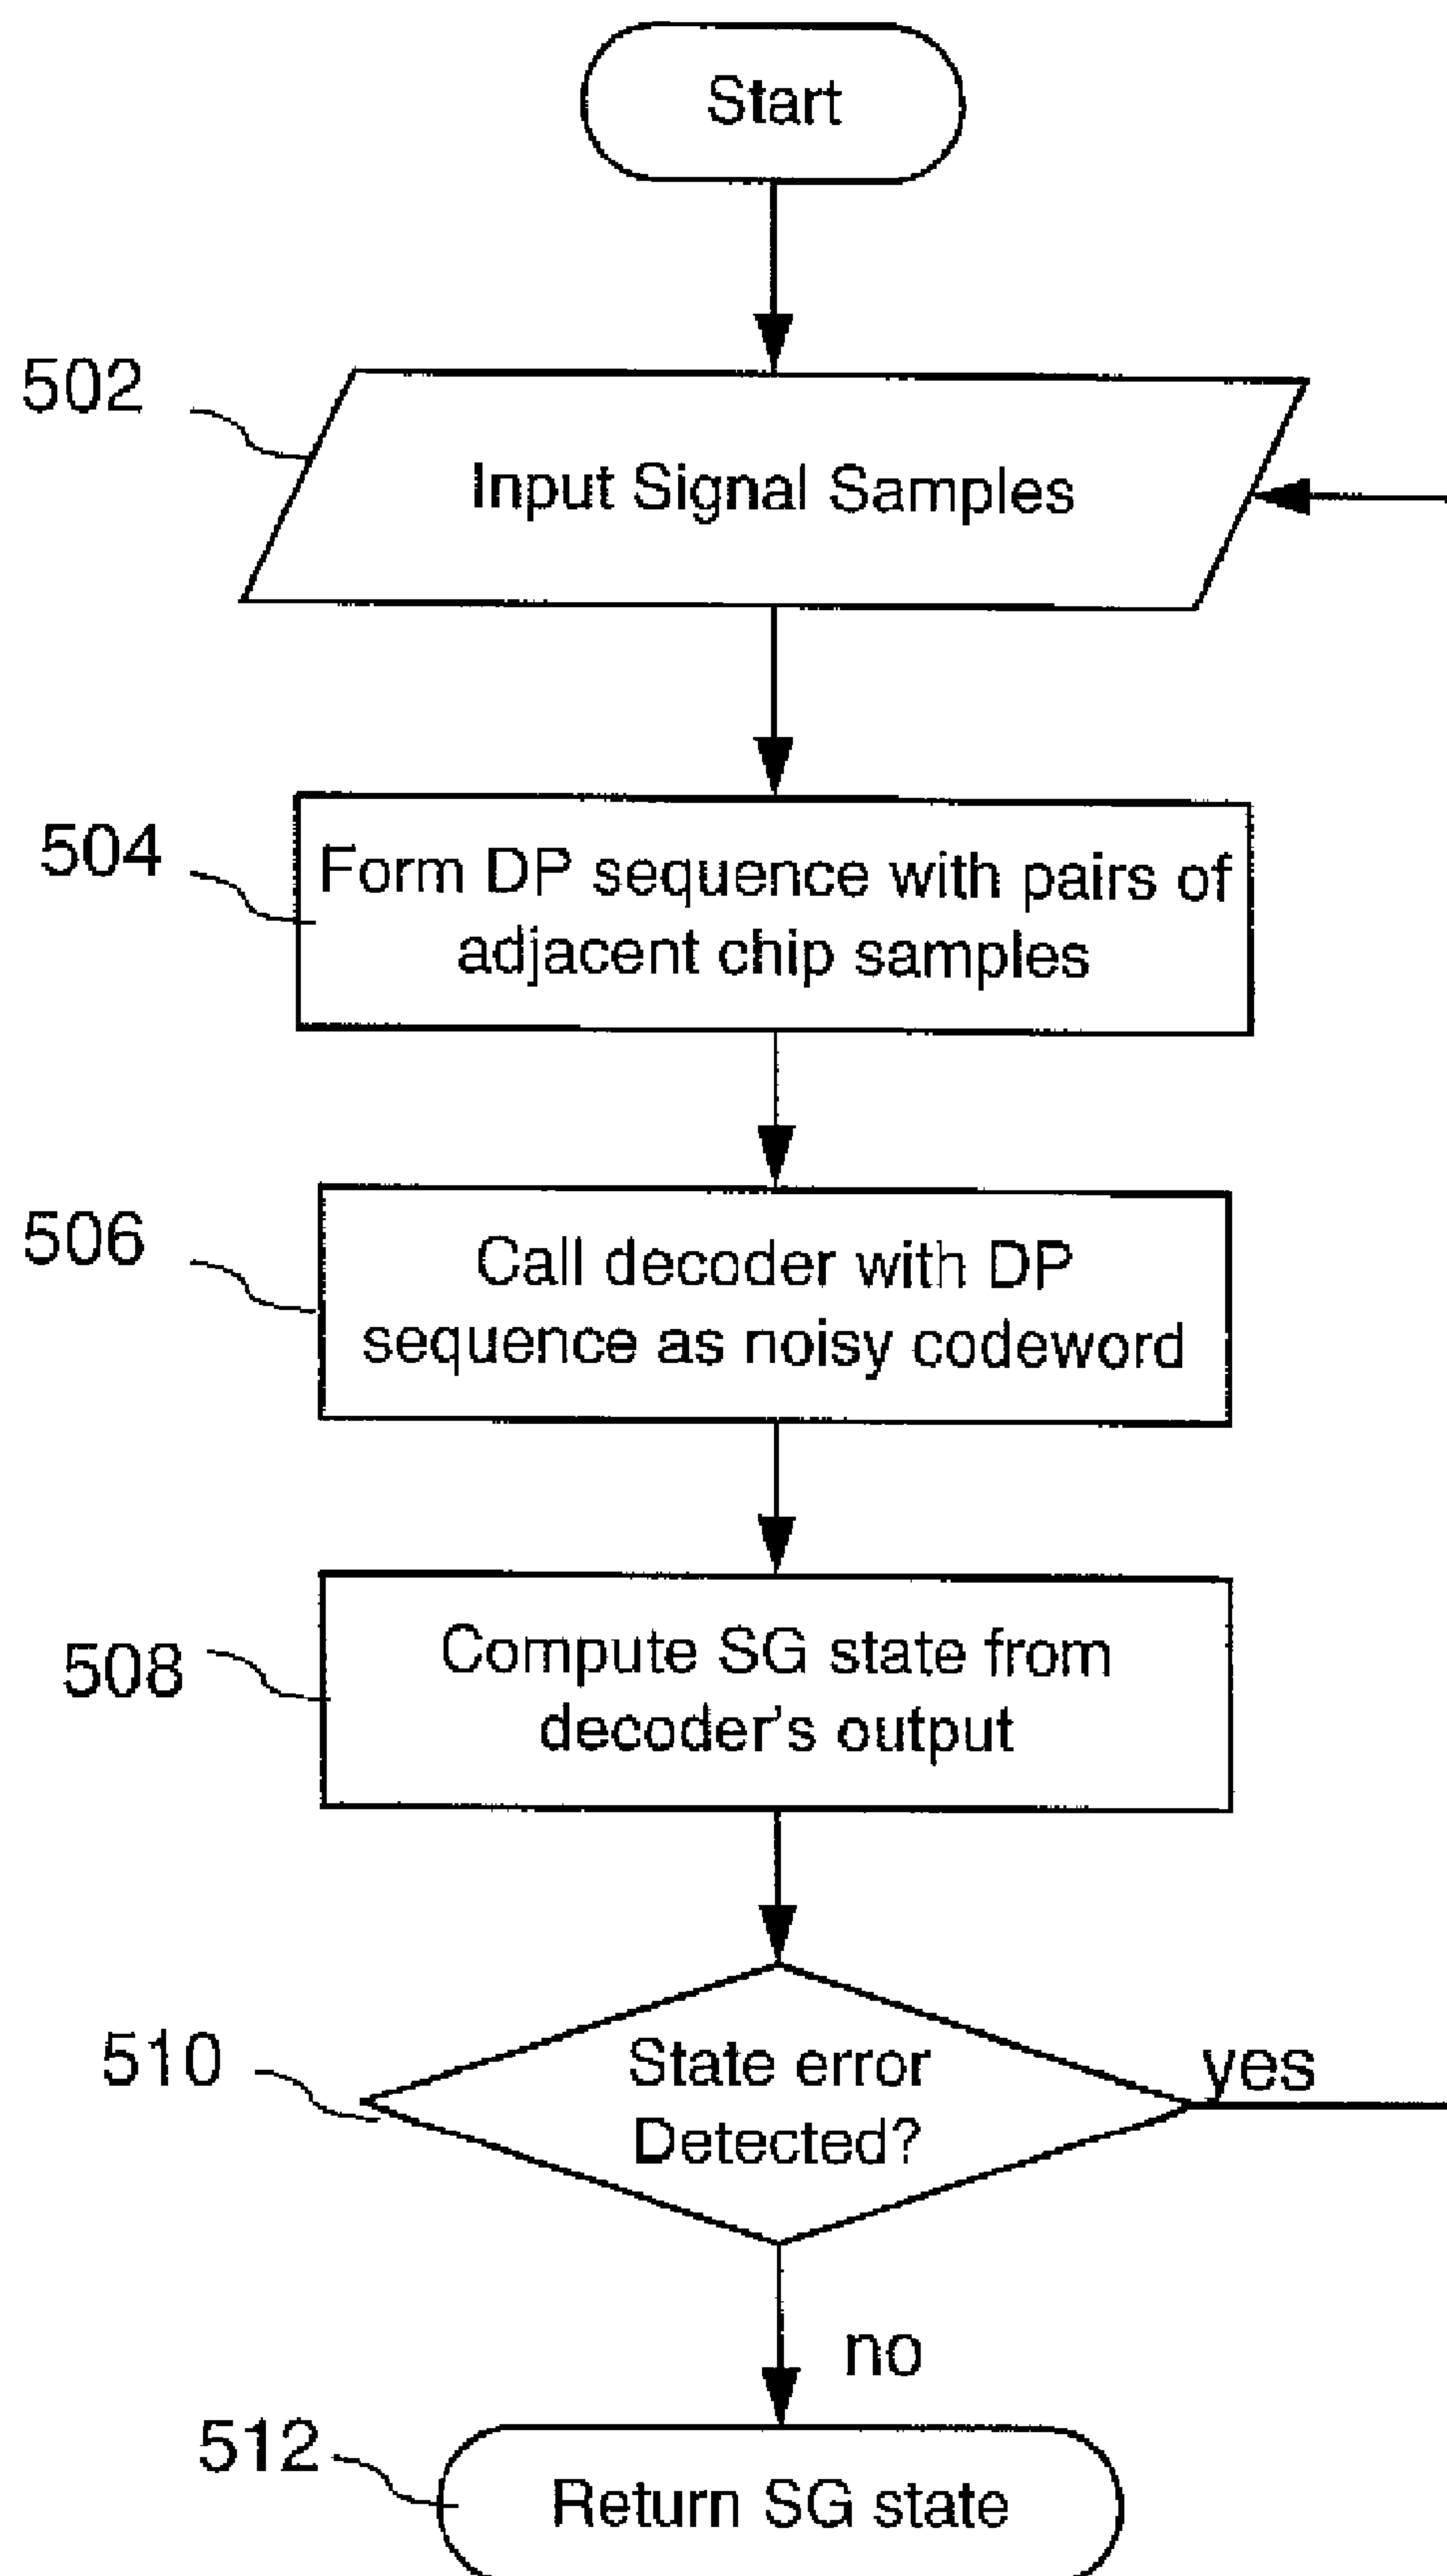 Start
502
Input Signal Samples
504
Form DP sequence with pairs of
adjacent chip samples
506
Call decoder with DP
sequence as noisy codeword
508
Compute SG state from
decoder's output
510
State error
Detected?
yes
no
512
Return SG state